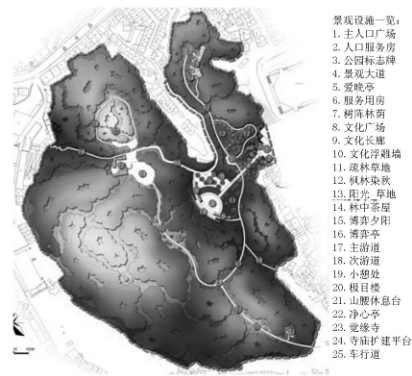 景观设施一览：
1. 主入口广场
2. 入口服务房
3. 公园标志牌
4. 景观大道
5. 爱晚亭
6. 服务用房
7. 树阵林荫
8. 文化广场
9. 文化长廊
10. 文化浮雕墙
11. 疏林草地
12. 枫林染秋
13. 阳光 草地
14. 林中茶屋
15. 博弈夕阳
16. 博弈亭
17. 主游道
18. 次游道
19. 小憩处
20. 极目楼
21. 山腰休息台
22. 净心亭
23. 觉缘寺
24. 寺庙扩建平台
25. 车行道